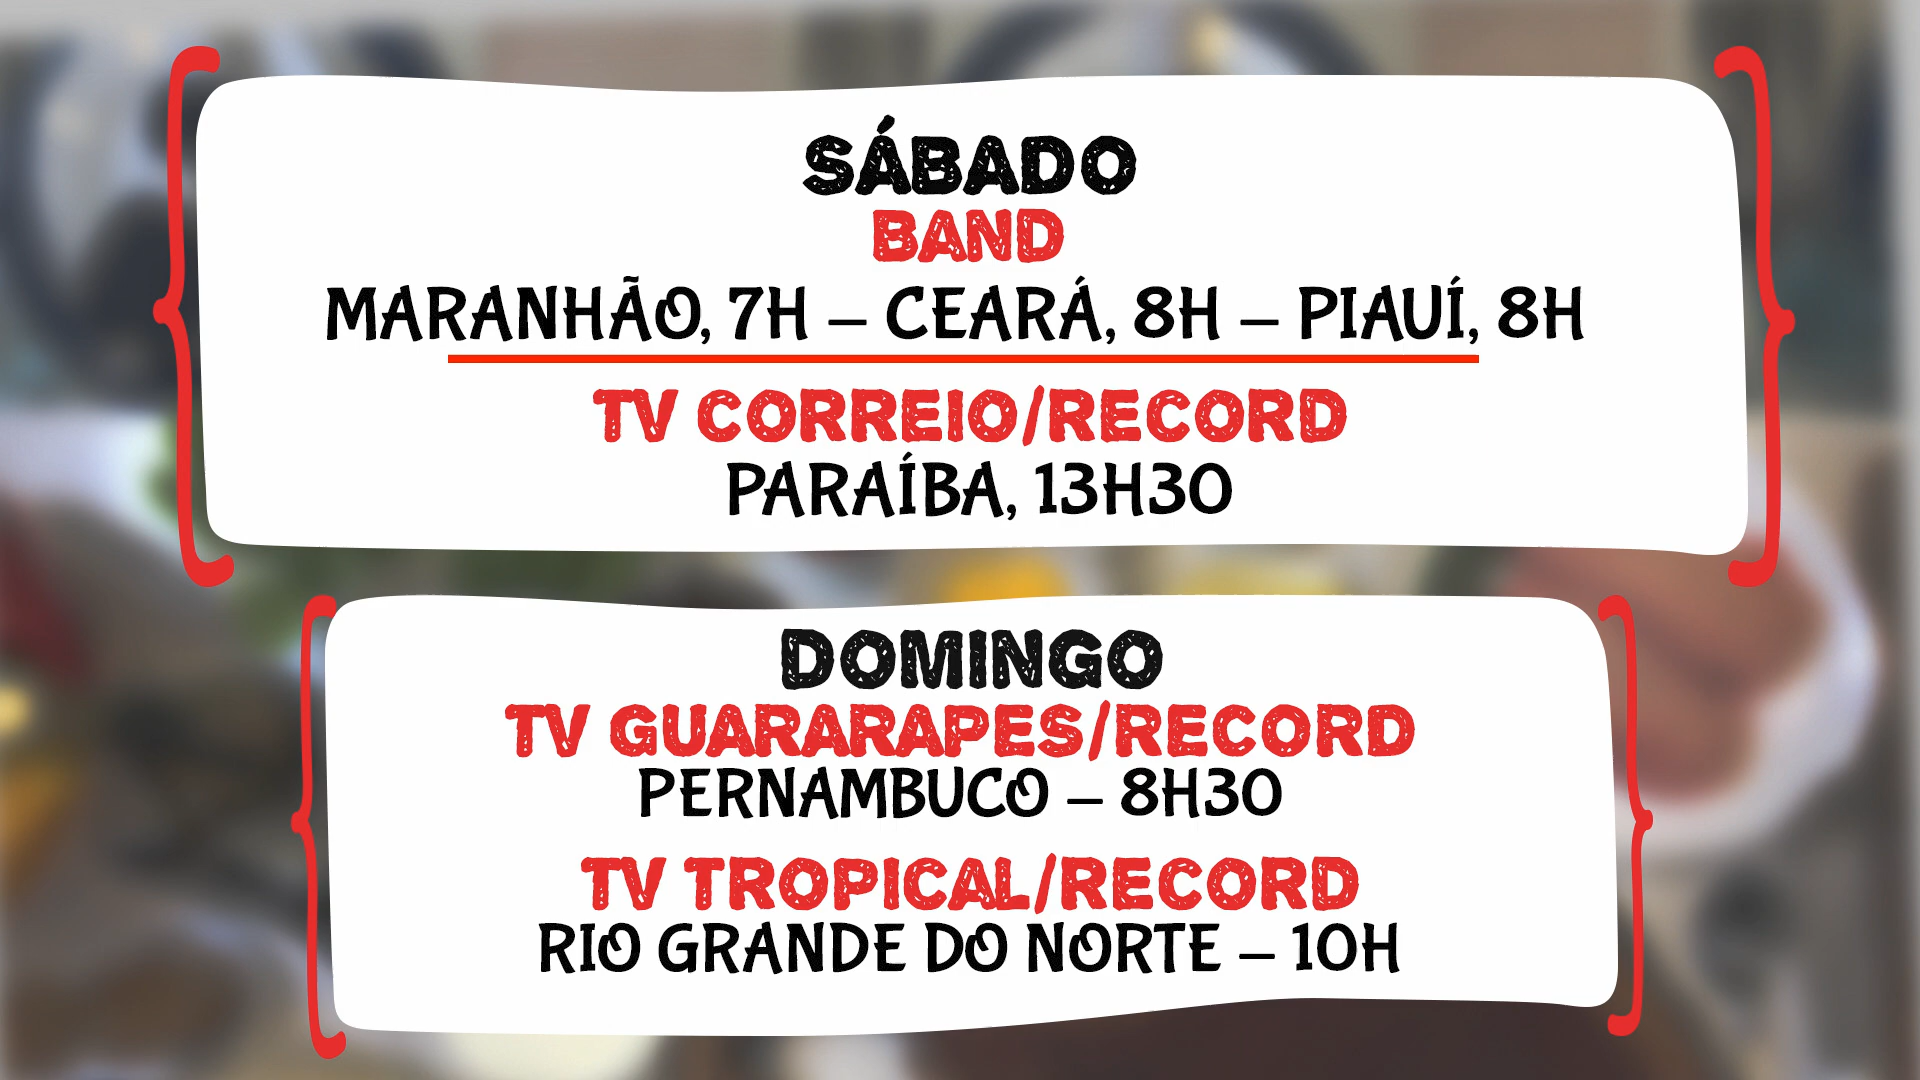 SÁBADO
BAND
MARANHÃO, 7H – CEARÁ, 8H – PIAUÍ, 8H
TV CORREIO/RECORD
PARAÍBA, 13H30
DOMINGO
TV GUARARAPES/RECORD
PERNAMBUCO – 8H30
TV TROPICAL/RECORD
RIO GRANDE DO NORTE – 10H